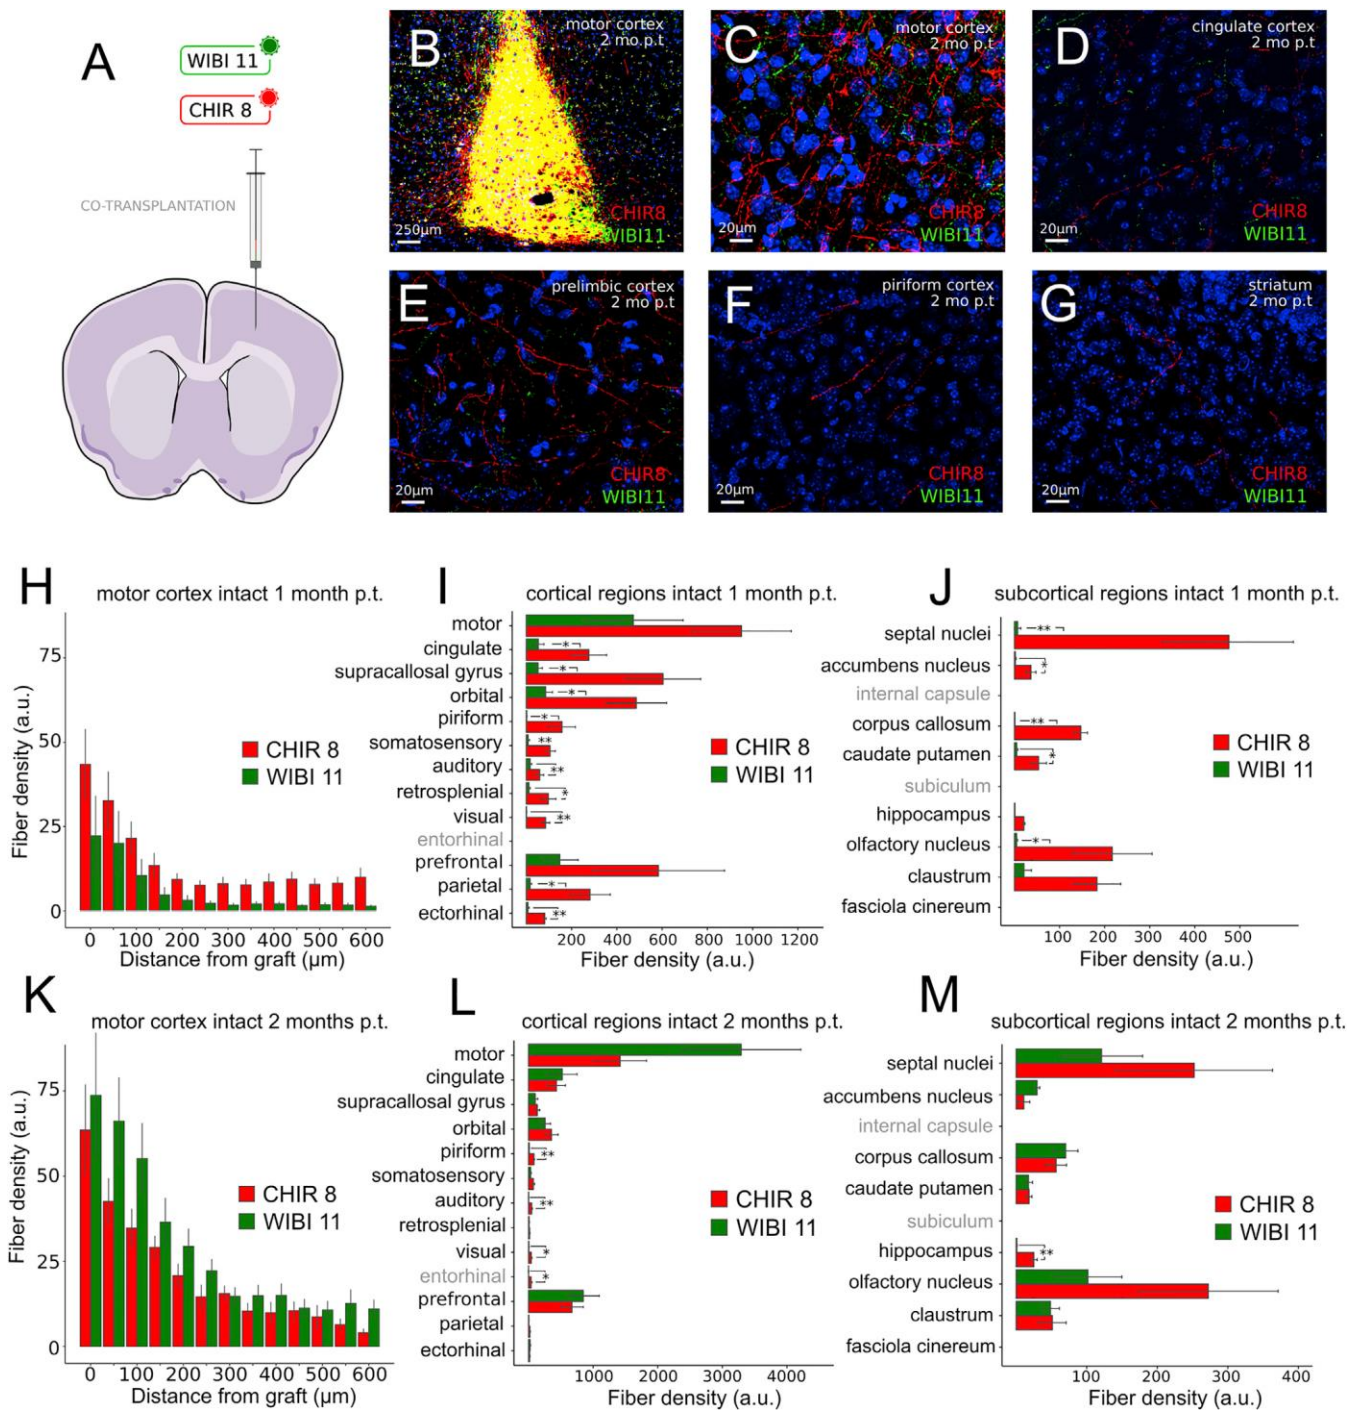 A
WIBI 11
CHIR 8
CO-TRANSPLANTATION
B
motor cortex
2 mo p.t
250µm
CHIR8
WIBI11
C
motor cortex
2 mo p.t
20µm
CHIR8
WIBI11
D
cingulate cortex
2 mo p.t
20µm
CHIR8
WIBI11
E
prelimbic cortex
2 mo p.t
20µm
CHIR8
WIBI11
F
piriform cortex
2 mo p.t
20µm
CHIR8
WIBI11
G
striatum
2 mo p.t
20µm
CHIR8
WIBI11
H
motor cortex intact 1 month p.t.
Fiber density (a.u.)
75
50
25
0
CHIR 8
WIBI 11
0 100 200 300 400 500 600
Distance from graft (µm)
I
cortical regions intact 1 month p.t.
motor
cingulate *
supracallosal gyrus *
orbital *
piriform *
somatosensory **
auditory **
retrosplenial *
visual **
entorhinal
prefrontal
parietal *
ectorhinal **
CHIR 8
WIBI 11
200 400 600 800 1000 1200
Fiber density (a.u.)
J
subcortical regions intact 1 month p.t.
septal nuclei **
accumbens nucleus *
internal capsule
corpus callosum **
caudate putamen *
subiculum
hippocampus
olfactory nucleus *
claustrum
fasciola cinereum
CHIR 8
WIBI 11
100 200 300 400 500
Fiber density (a.u.)
K
motor cortex intact 2 months p.t.
Fiber density (a.u.)
75
50
25
0
CHIR 8
WIBI 11
0 100 200 300 400 500 600
Distance from graft (µm)
L
cortical regions intact 2 months p.t.
motor
cingulate
supracallosal gyrus
orbital
piriform **
somatosensory
auditory **
retrosplenial
visual *
entorhinal *
prefrontal
parietal
ectorhinal
CHIR 8
WIBI 11
1000 2000 3000 4000
Fiber density (a.u.)
M
subcortical regions intact 2 months p.t.
septal nuclei
accumbens nucleus
internal capsule
corpus callosum
caudate putamen
subiculum
hippocampus **
olfactory nucleus
claustrum
fasciola cinereum
CHIR 8
WIBI 11
100 200 300 400
Fiber density (a.u.)